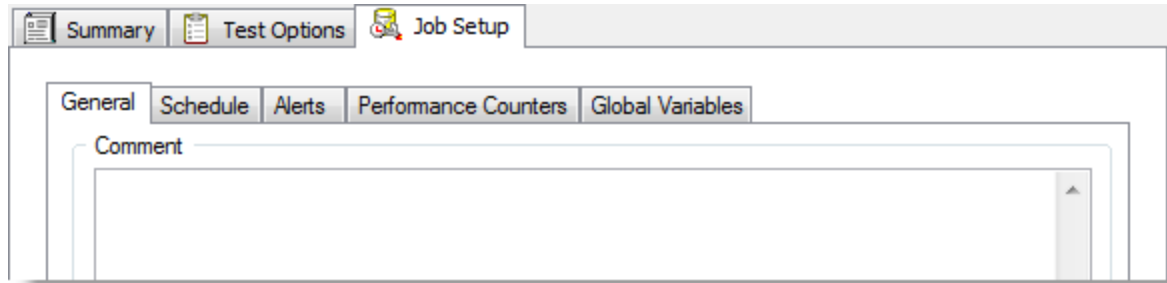 Summary Test Options Job Setup
General Schedule Alerts Performance Counters Global Variables
Comment